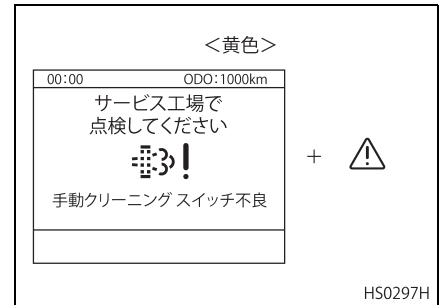 ＜黄色＞
00:00 ODO:1000km
サービス工場で
点検してください
手動クリーニング スイッチ不良
+
HS0297H